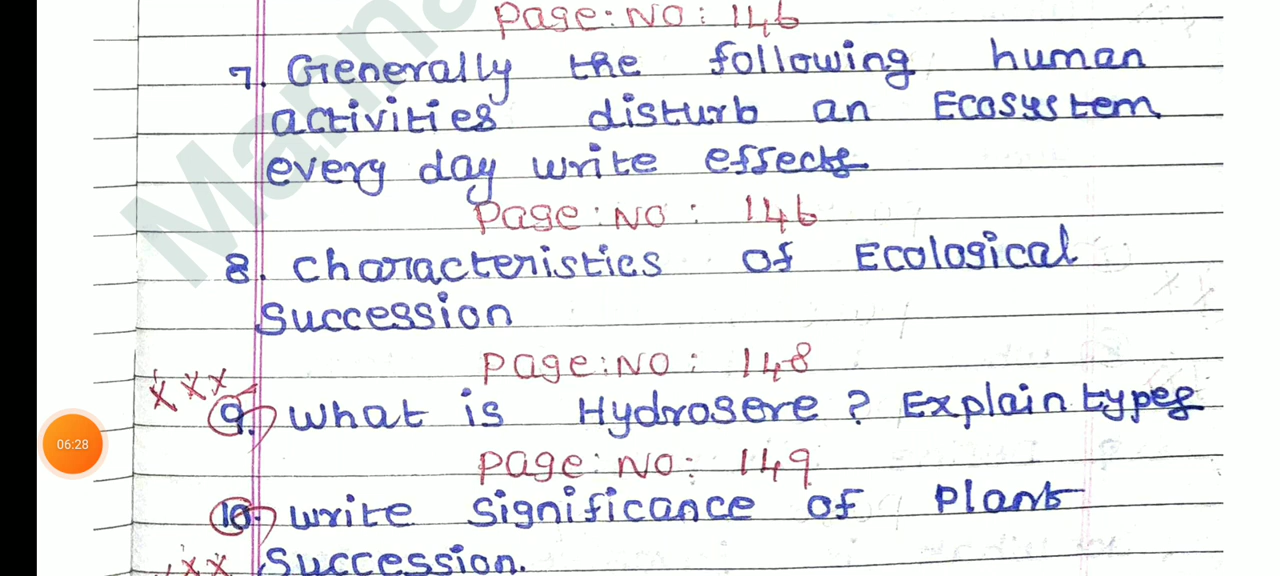 Page: NO: 146
7. Generally the following human
activities disturb an Ecosystem
every day write effects
Page: NO: 146
8. characteristics of Ecological
Succession
Page: NO: 148
xxx
9. What is Hydrosere? Explain types
06:28
Page: NO: 149
10. Write significance of Plant
xx Succession.
Manna